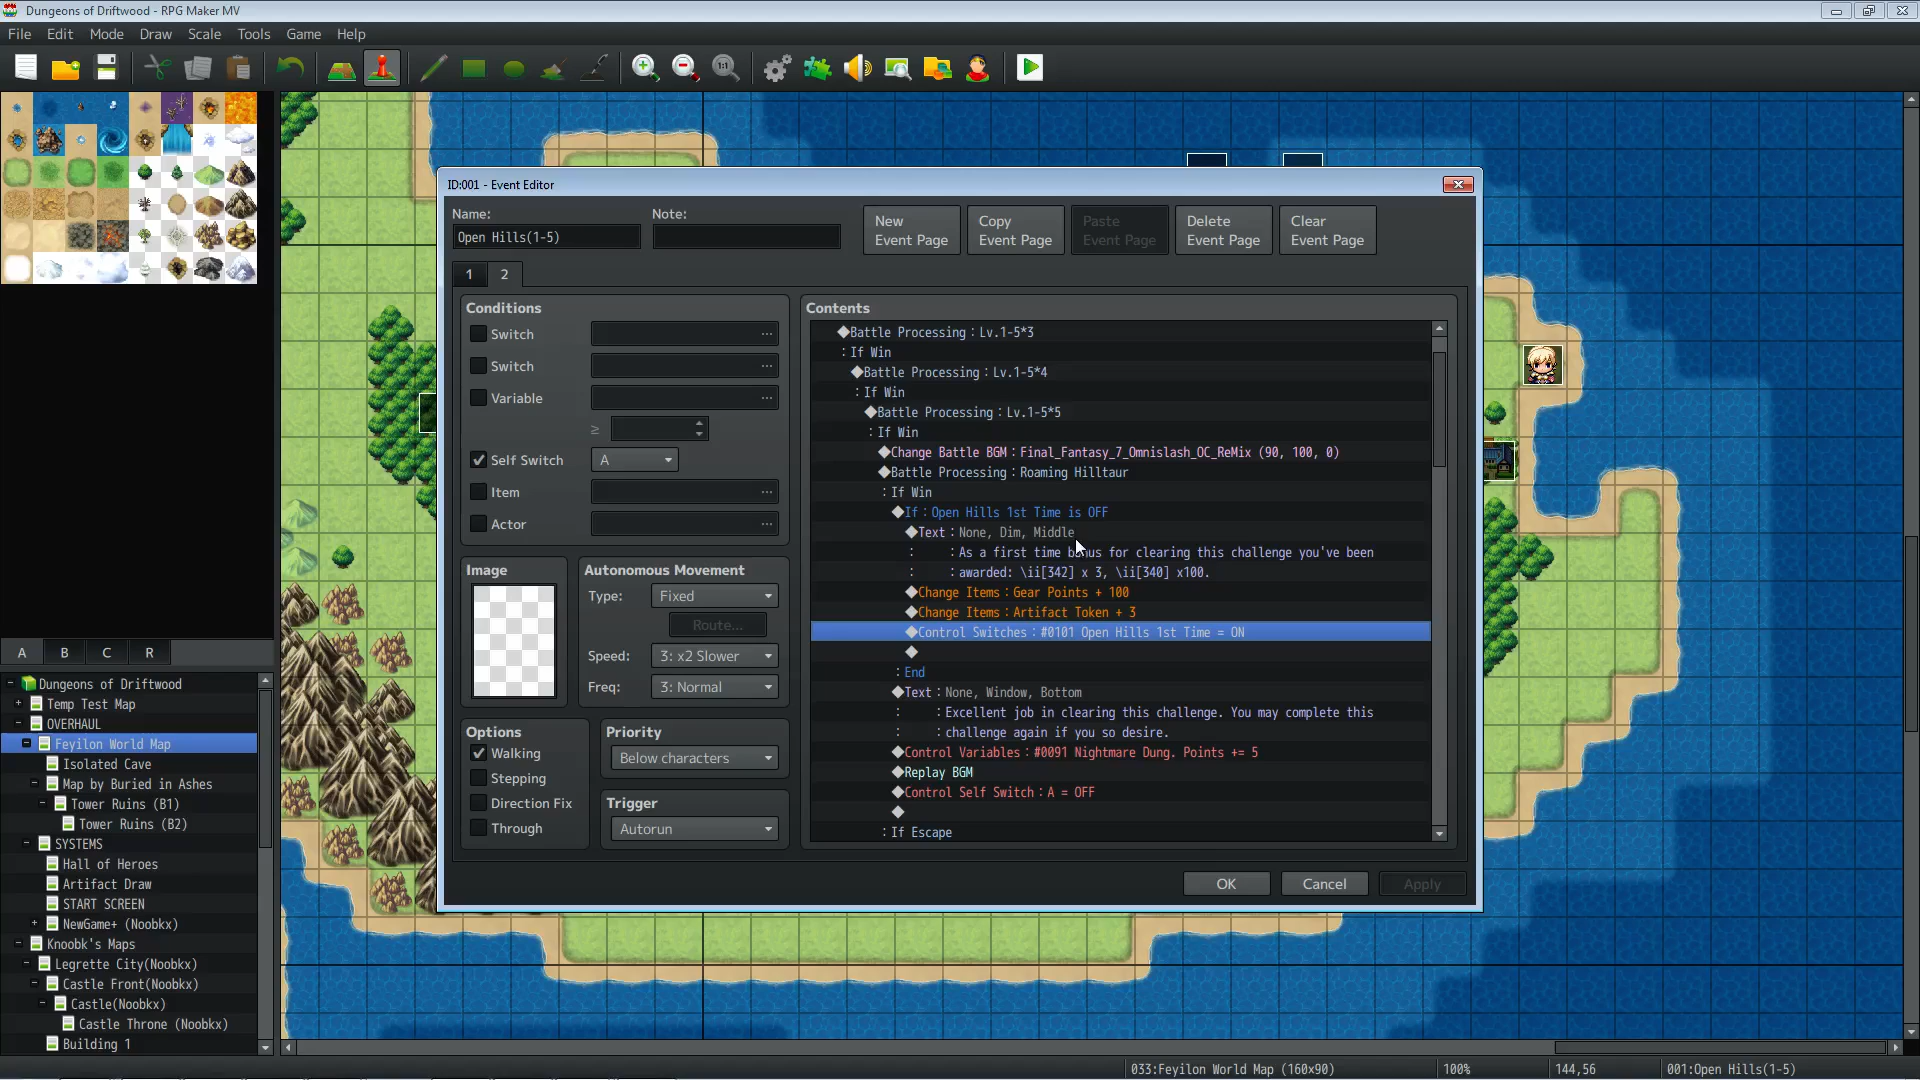 Dungeons of Driftwood - RPG Maker MV
File Edit Mode Draw Scale Tools Game Help
1:1
ID:001 - Event Editor
Name:
Note:
Open Hills(1-5)
New
Event Page
Copy
Event Page
Paste
Event Page
Delete
Event Page
Clear
Event Page
1 2
Conditions
Switch ...
Switch ...
Variable ...
≥
Self Switch A
Item ...
Actor ...
Image
Autonomous Movement
Type: Fixed
Route...
Speed: 3: x2 Slower
Freq: 3: Normal
Options
Walking
Stepping
Direction Fix
Through
Priority
Below characters
Trigger
Autorun
Contents
◆Battle Processing : Lv.1-5*3
: If Win
◆Battle Processing : Lv.1-5*4
: If Win
◆Battle Processing : Lv.1-5*5
: If Win
◆Change Battle BGM : Final_Fantasy_7_Omnislash_OC_ReMix (90, 100, 0)
◆Battle Processing : Roaming Hilltaur
: If Win
◆If : Open Hills 1st Time is OFF
◆Text : None, Dim, Middle
: : As a first time bonus for clearing this challenge you've been
: : awarded: \ii[342] x 3, \ii[340] x100.
◆Change Items : Gear Points + 100
◆Change Items : Artifact Token + 3
◆Control Switches : #0101 Open Hills 1st Time = ON
◆
: End
◆Text : None, Window, Bottom
: : Excellent job in clearing this challenge. You may complete this
: : challenge again if you so desire.
◆Control Variables : #0091 Nightmare Dung. Points += 5
◆Replay BGM
◆Control Self Switch : A = OFF
◆
: If Escape
OK Cancel Apply
A B C R
Dungeons of Driftwood
Temp Test Map
OVERHAUL
Feyilon World Map
Isolated Cave
Map by Buried in Ashes
Tower Ruins (B1)
Tower Ruins (B2)
SYSTEMS
Hall of Heroes
Artifact Draw
START SCREEN
NewGame+ (Noobkx)
Knoobk's Maps
Legrette City(Noobkx)
Castle Front(Noobkx)
Castle(Noobkx)
Castle Throne (Noobkx)
Building 1
033:Feyilon World Map (160×90) 100% 144,56 001:Open Hills(1-5)